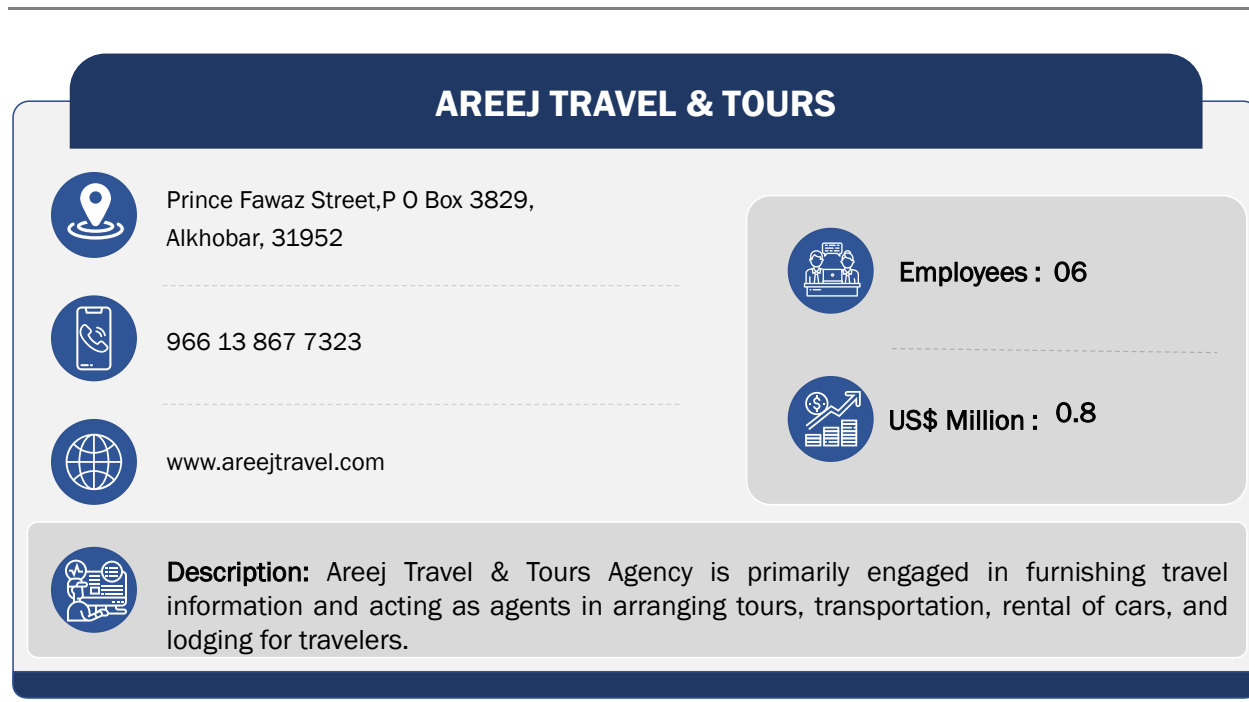 AREEJ TRAVEL & TOURS
Prince Fawaz Street,P O Box 3829,
Alkhobar, 31952
966 13 867 7323
www.areejtravel.com
Employees : 06
US$ Million : 0.8
Description: Areej Travel & Tours Agency is primarily engaged in furnishing travel
information and acting as agents in arranging tours, transportation, rental of cars, and
lodging for travelers.